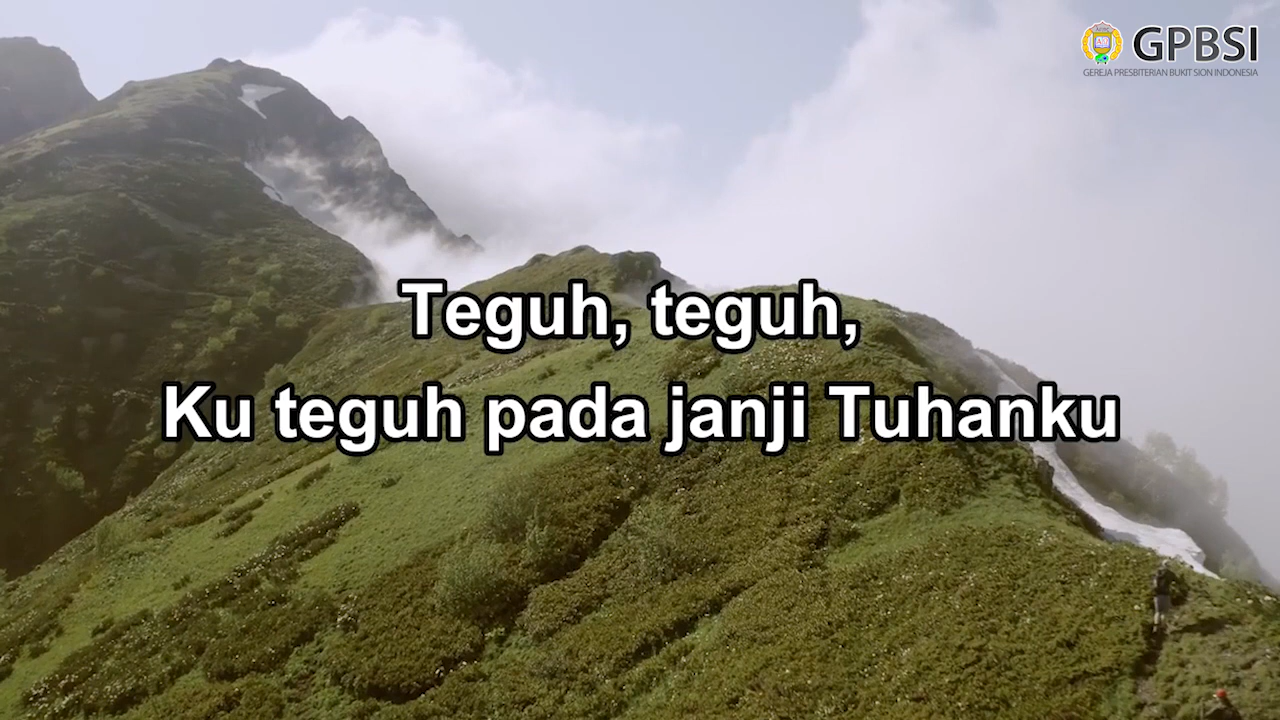 GPBSI
GEREJA PRESBITERIAN BUKIT SION INDONESIA
Teguh, teguh,
Ku teguh pada janji Tuhanku